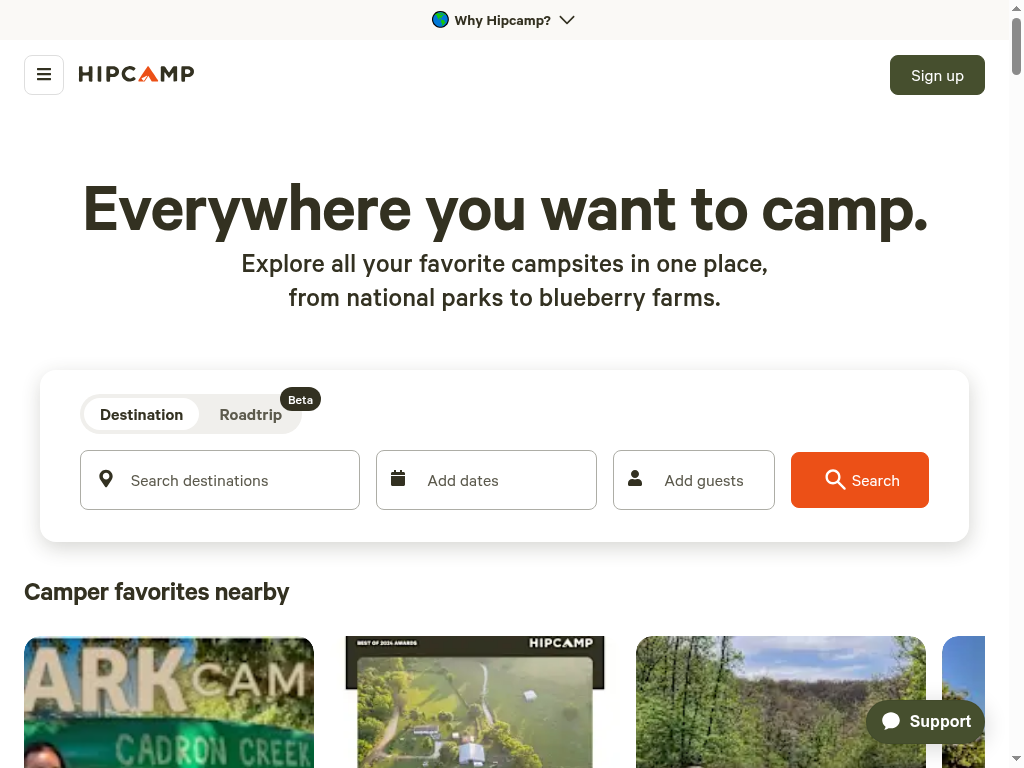 Why Hipcamp?
HIPCAMP
Sign up
Everywhere you want to camp.
Explore all your favorite campsites in one place,
from national parks to blueberry farms.
Beta
Destination
Roadtrip
Search destinations
Add dates
Add guests
Search
Camper favorites nearby
ARK CAM
CADRON CREEK
BEST OF 2024 AWARDS
HIPCAMP
Support